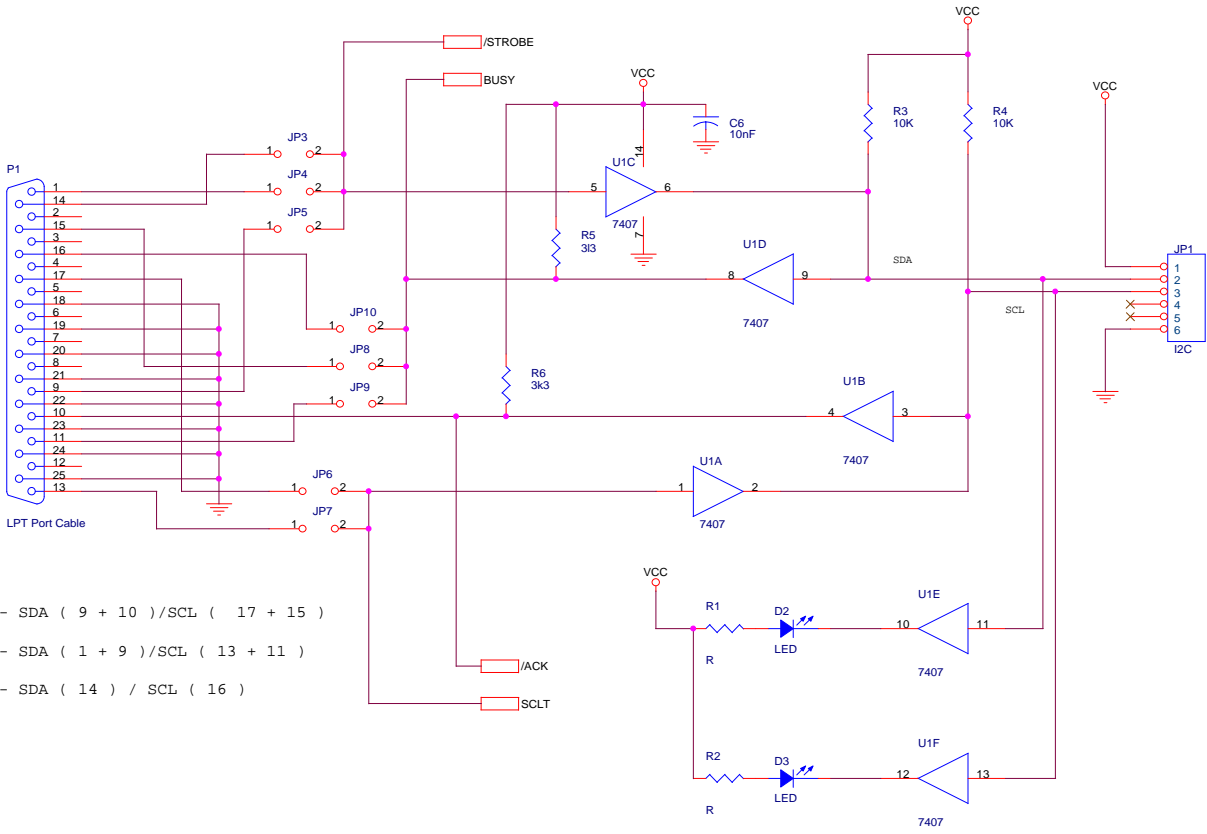 VCC
/STROBE
VCC
BUSY
VCC
R3
10K
R4
10K
C6
10nF
JP3
1 2
14
U1C
P1
JP4
1 2
5 6
7407
7
JP5
1 2
1
14
2
15
3
16
4
17
5
18
6
19
7
20
8
21
9
22
10
23
11
24
12
25
13
LPT Port Cable
R5
3I3
U1D
8 9
7407
SDA
SCL
JP1
1
2
3
4
5
6
I2C
JP10
1 2
JP8
1 2
JP9
1 2
R6
3k3
U1B
4 3
7407
U1A
1 2
7407
JP6
1 2
JP7
1 2
VCC
R1
R
D2
LED
U1E
10 11
7407
- SDA ( 9 + 10 )/SCL ( 17 + 15 )
- SDA ( 1 + 9 )/SCL ( 13 + 11 )
- SDA ( 14 ) / SCL ( 16 )
/ACK
SCLT
R2
R
D3
LED
U1F
12 13
7407